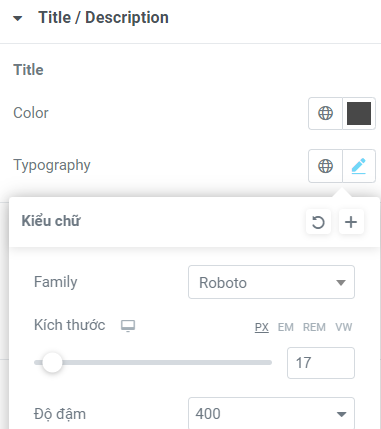 Title / Description
Title
Color
Typography
Kiểu chữ
Family Roboto
Kích thước PX EM REM VW
17
Độ đậm 400